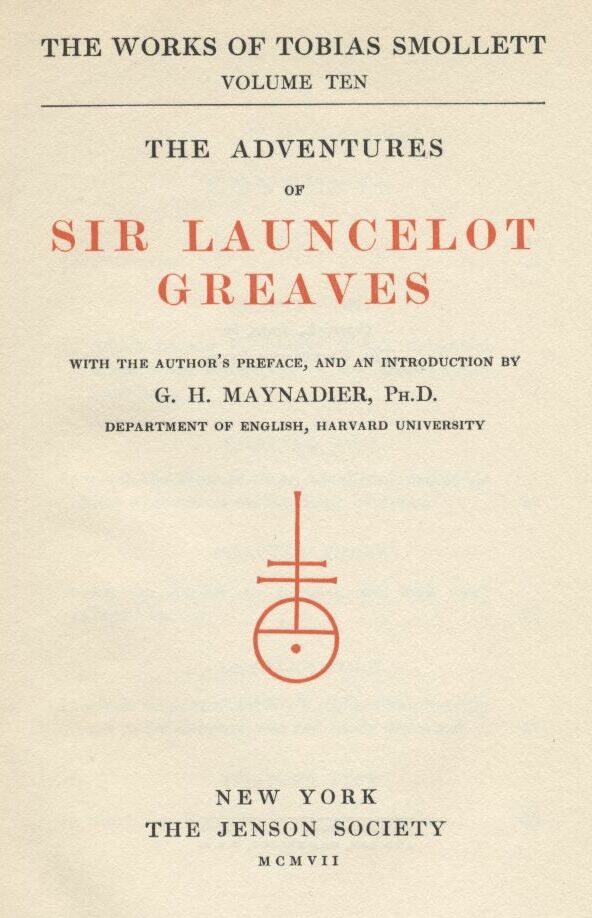 THE WORKS OF TOBIAS SMOLLETT
VOLUME TEN
THE ADVENTURES
OF
SIR LAUNCELOT
GREAVES
WITH THE AUTHOR'S PREFACE, AND AN INTRODUCTION BY
G. H. MAYNADIER, PH.D.
DEPARTMENT OF ENGLISH, HARVARD UNIVERSITY
NEW YORK
THE JENSON SOCIETY
MCMVII